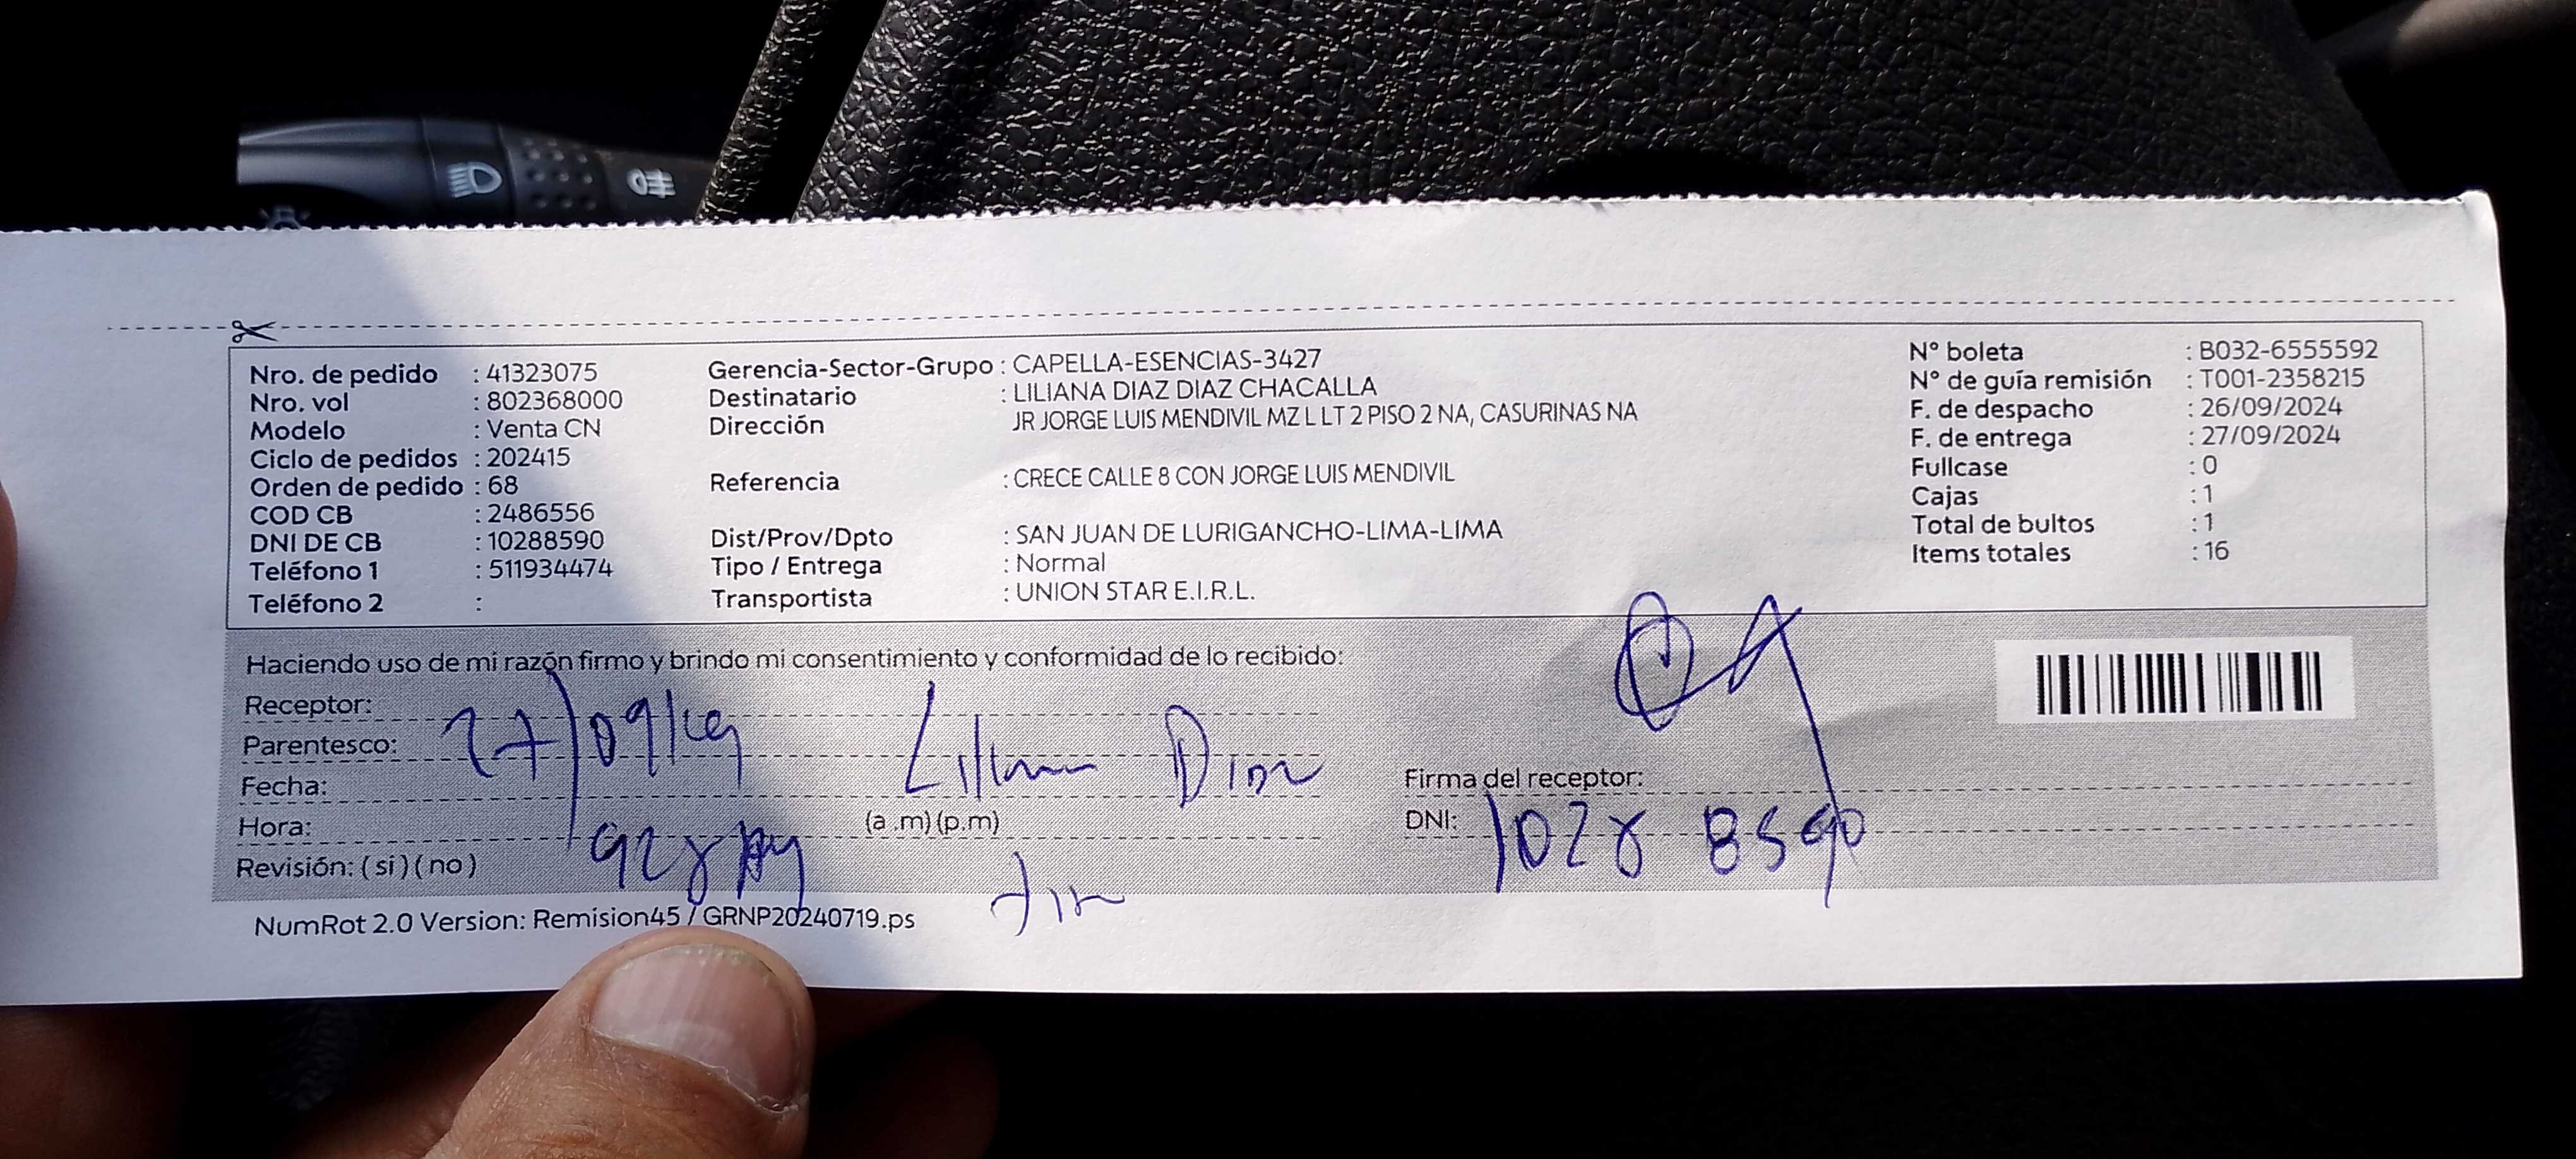 Nro. de pedido : 41323075
Nro. vol : 802368000
Modelo : Venta CN
Ciclo de pedidos : 202415
Orden de pedido : 68
COD CB : 2486556
DNI DE CB : 10288590
Teléfono 1 : 511934474
Teléfono 2 :
Gerencia-Sector-Grupo : CAPELLA-ESENCIAS-3427
Destinatario : LILIANA DIAZ DIAZ CHACALLA
Dirección JR JORGE LUIS MENDIVIL MZ L LT 2 PISO 2 NA, CASURINAS NA
Referencia : CRECE CALLE 8 CON JORGE LUIS MENDIVIL
Dist/Prov/Dpto : SAN JUAN DE LURIGANCHO-LIMA-LIMA
Tipo / Entrega : Normal
Transportista : UNION STAR E.I.R.L.
N° boleta : B032-6555592
N° de guía remisión : T001-2358215
F. de despacho : 26/09/2024
F. de entrega : 27/09/2024
Fullcase : 0
Cajas : 1
Total de bultos : 1
Items totales : 16
Haciendo uso de mi razón firmo y brindo mi consentimiento y conformidad de lo recibido:
Receptor:
Parentesco:
Fecha:
Hora: (a .m) (p.m)
Revisión: ( si ) ( no )
Firma del receptor:
DNI: 1028 8590
NumRot 2.0 Version: Remision45 / GRNP20240719.ps